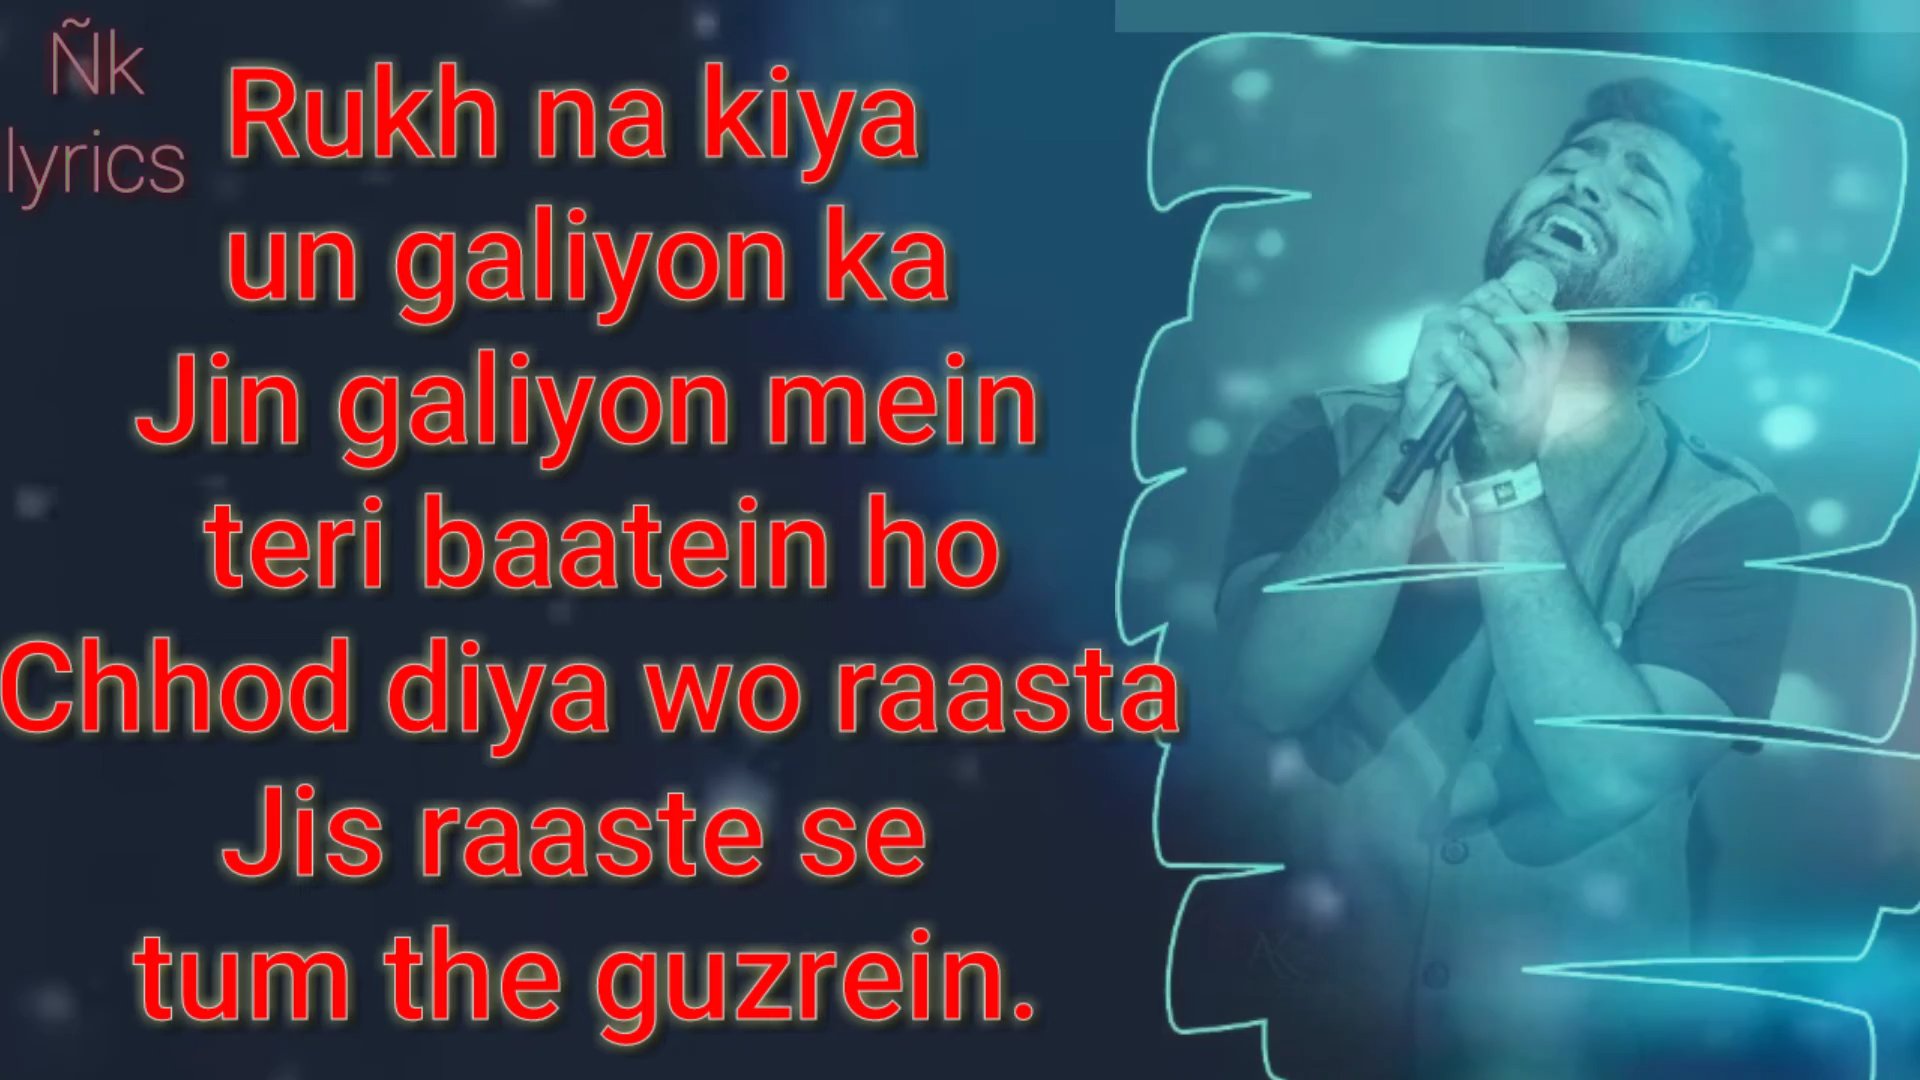 Ñk
lyrics
Rukh na kiya
un galiyon ka
Jin galiyon mein
teri baatein ho
Chhod diya wo raasta
Jis raaste se
tum the guzrein.